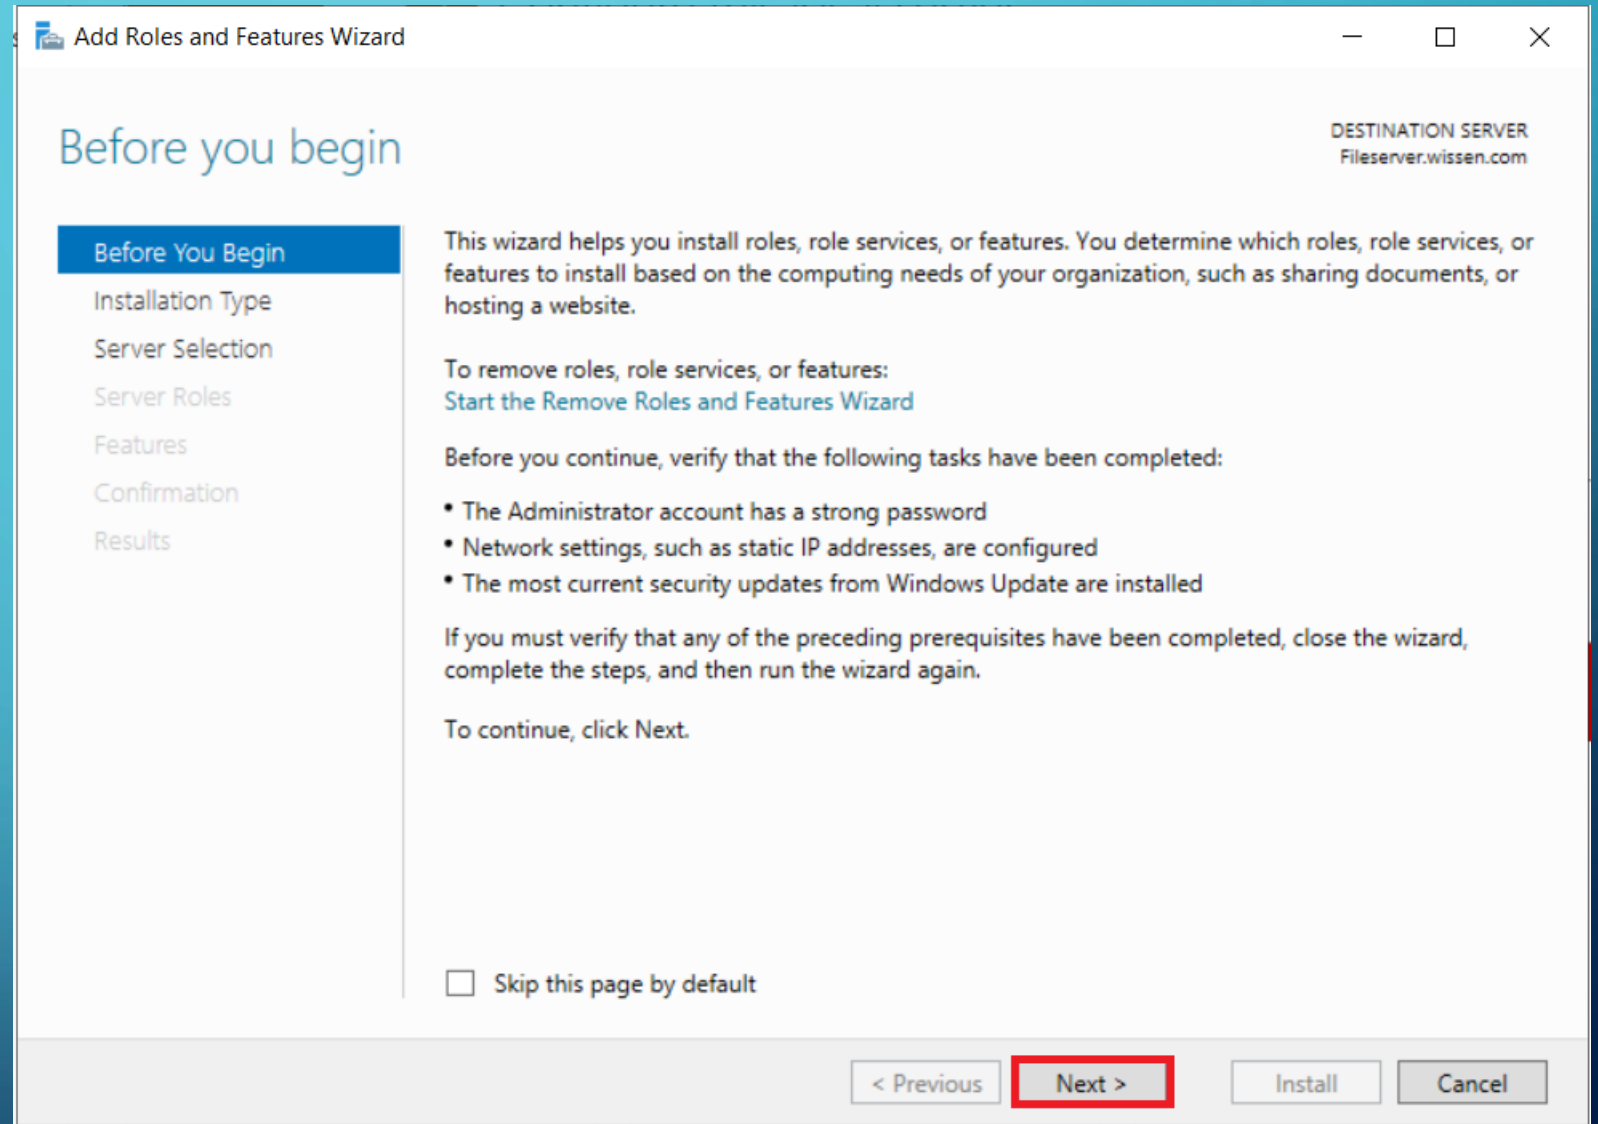 Add Roles and Features Wizard
Before you begin
DESTINATION SERVER
Fileserver.wissen.com
Before You Begin
Installation Type
Server Selection
Server Roles
Features
Confirmation
Results
This wizard helps you install roles, role services, or features. You determine which roles, role services, or
features to install based on the computing needs of your organization, such as sharing documents, or
hosting a website.
To remove roles, role services, or features:
Start the Remove Roles and Features Wizard
Before you continue, verify that the following tasks have been completed:
• The Administrator account has a strong password
• Network settings, such as static IP addresses, are configured
• The most current security updates from Windows Update are installed
If you must verify that any of the preceding prerequisites have been completed, close the wizard,
complete the steps, and then run the wizard again.
To continue, click Next.
Skip this page by default
< Previous
Next >
Install
Cancel